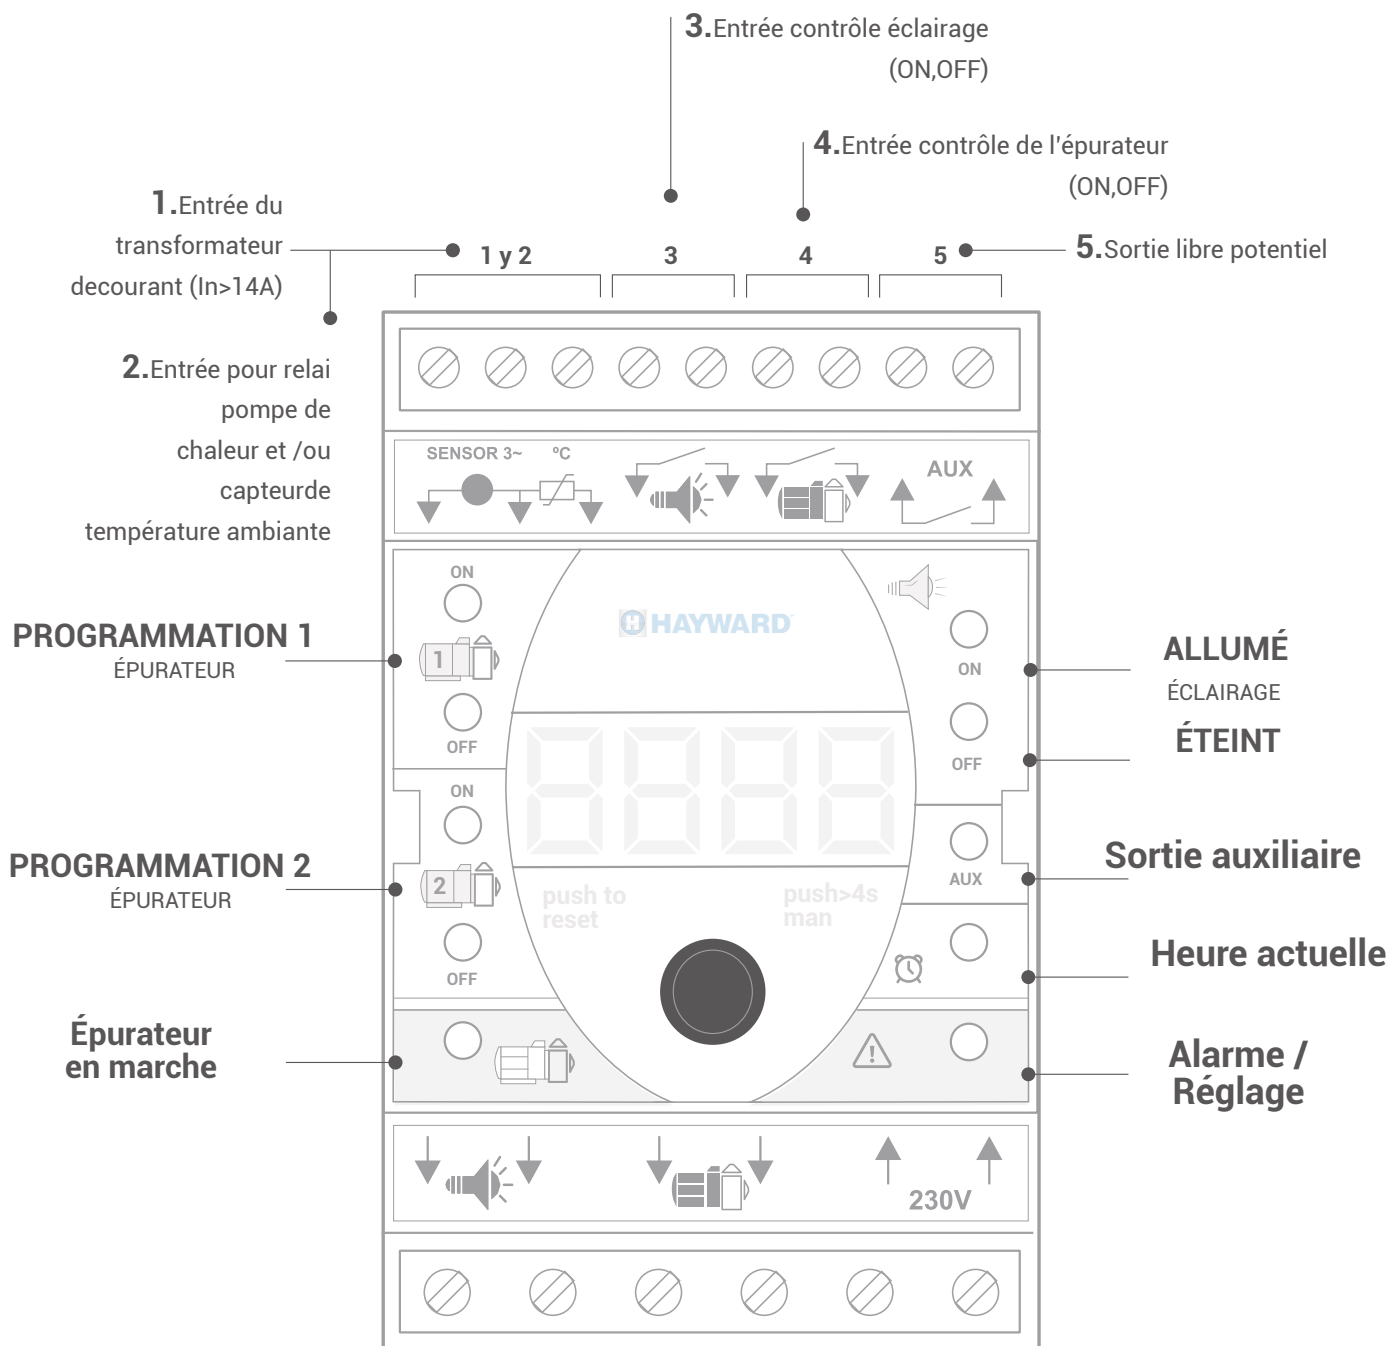 3.Entrée contrôle éclairage
(ON,OFF)
4.Entrée contrôle de l'épurateur
(ON,OFF)
1.Entrée du
transformateur
decourant (In>14A)
1 y 2
3
4
5
5.Sortie libre potentiel
2.Entrée pour relai
pompe de
chaleur et /ou
capteurde
température ambiante
SENSOR 3~
ºC
AUX
ON
HAYWARD
PROGRAMMATION 1
ÉPURATEUR
1
OFF
ON
ALLUMÉ
ÉCLAIRAGE
ÉTEINT
OFF
ON
PROGRAMMATION 2
ÉPURATEUR
2
OFF
push to
reset
push>4s
man
AUX
Sortie auxiliaire
Heure actuelle
Épurateur
en marche
Alarme /
Réglage
230V